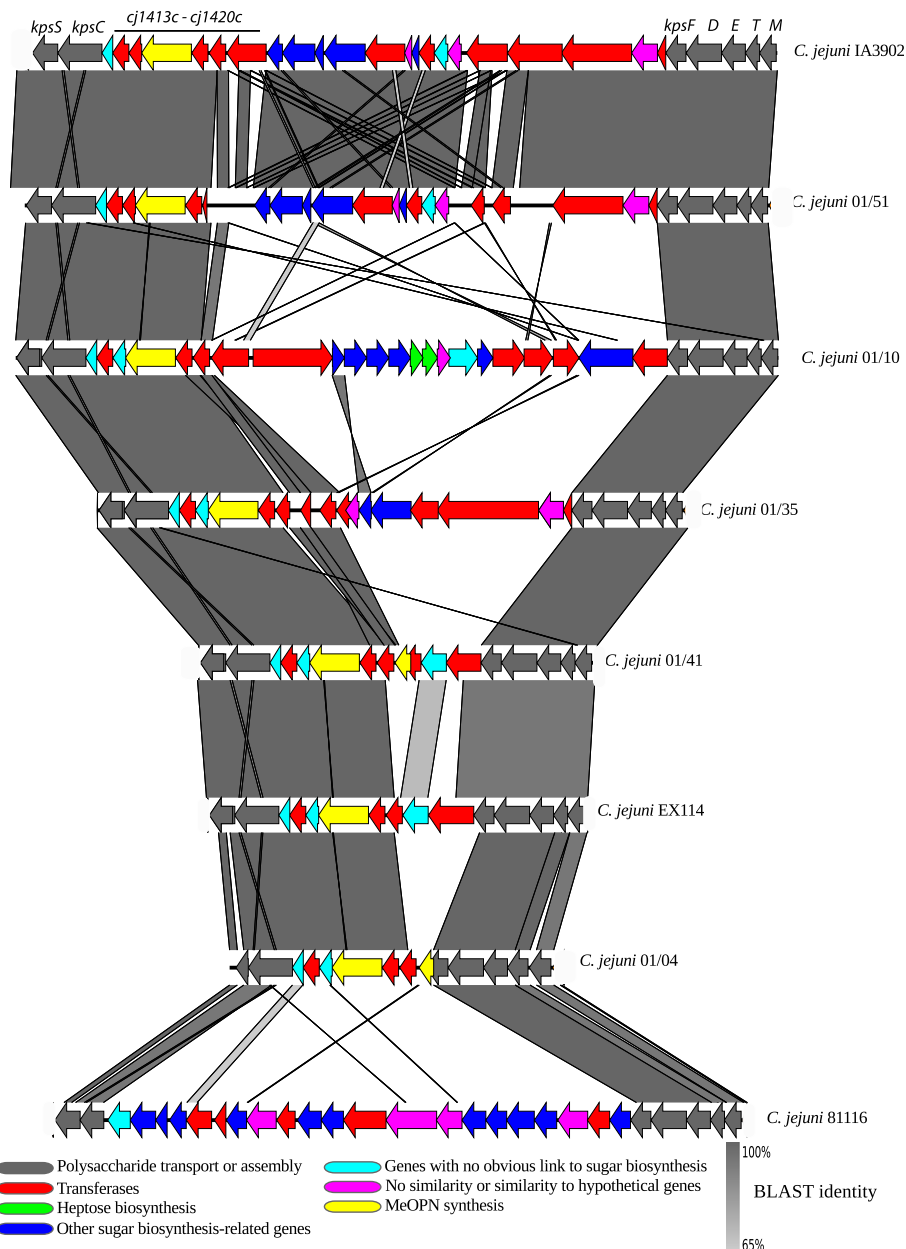 kpsS kpsC cj1413c - cj1420c kpsF D E T M
C. jejuni IA3902
C. jejuni 01/51
C. jejuni 01/10
C. jejuni 01/35
C. jejuni 01/41
C. jejuni EX114
C. jejuni 01/04
C. jejuni 81116
Polysaccharide transport or assembly
Transferases
Heptose biosynthesis
Other sugar biosynthesis-related genes
Genes with no obvious link to sugar biosynthesis
No similarity or similarity to hypothetical genes
MeOPN synthesis
100%
BLAST identity
65%